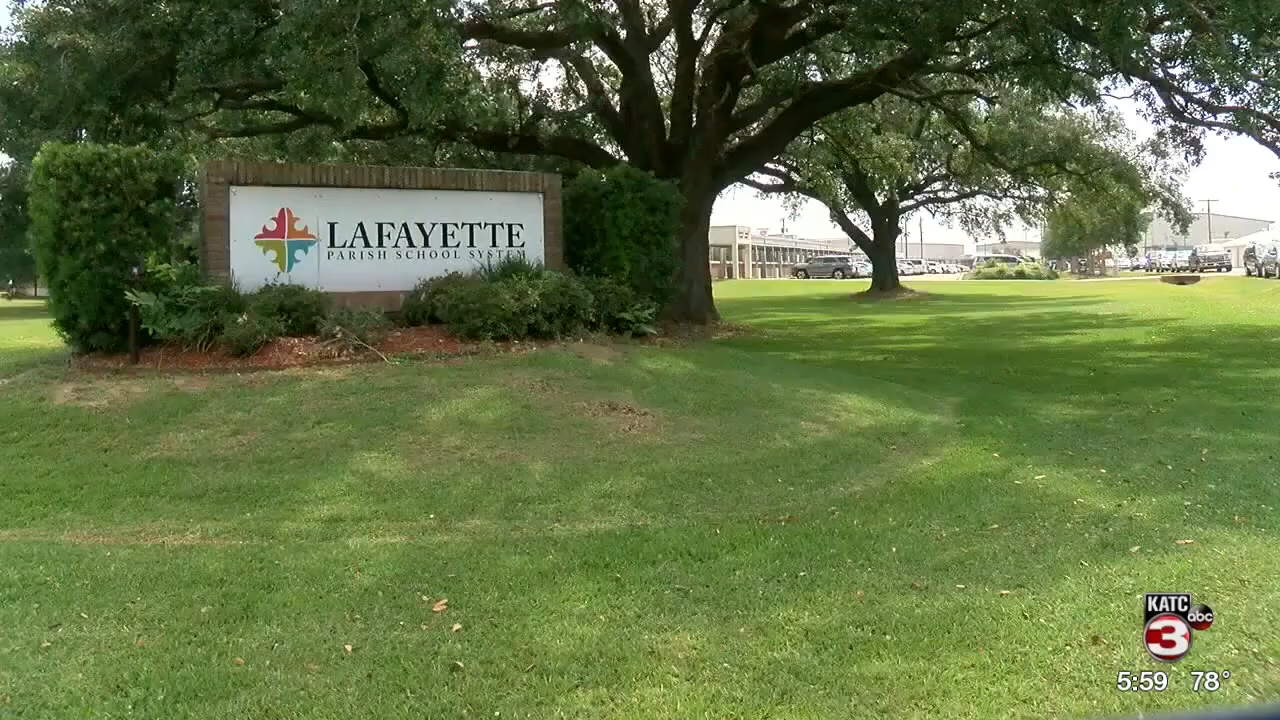 LAFAYETTE
PARISH SCHOOL SYSTEM
KATC
abc
3
5:59 78°